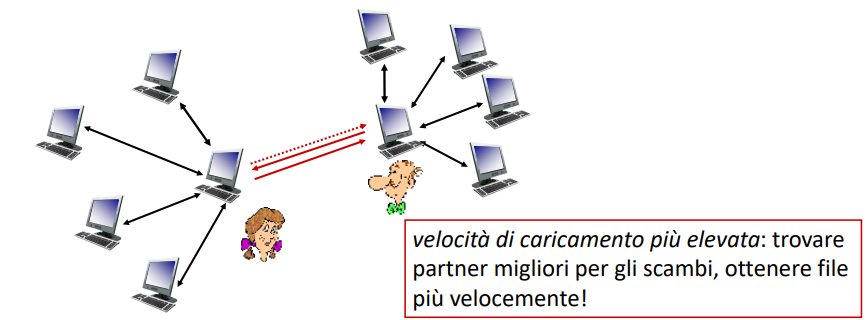 velocità di caricamento più elevata: trovare
partner migliori per gli scambi, ottenere file
più velocemente!